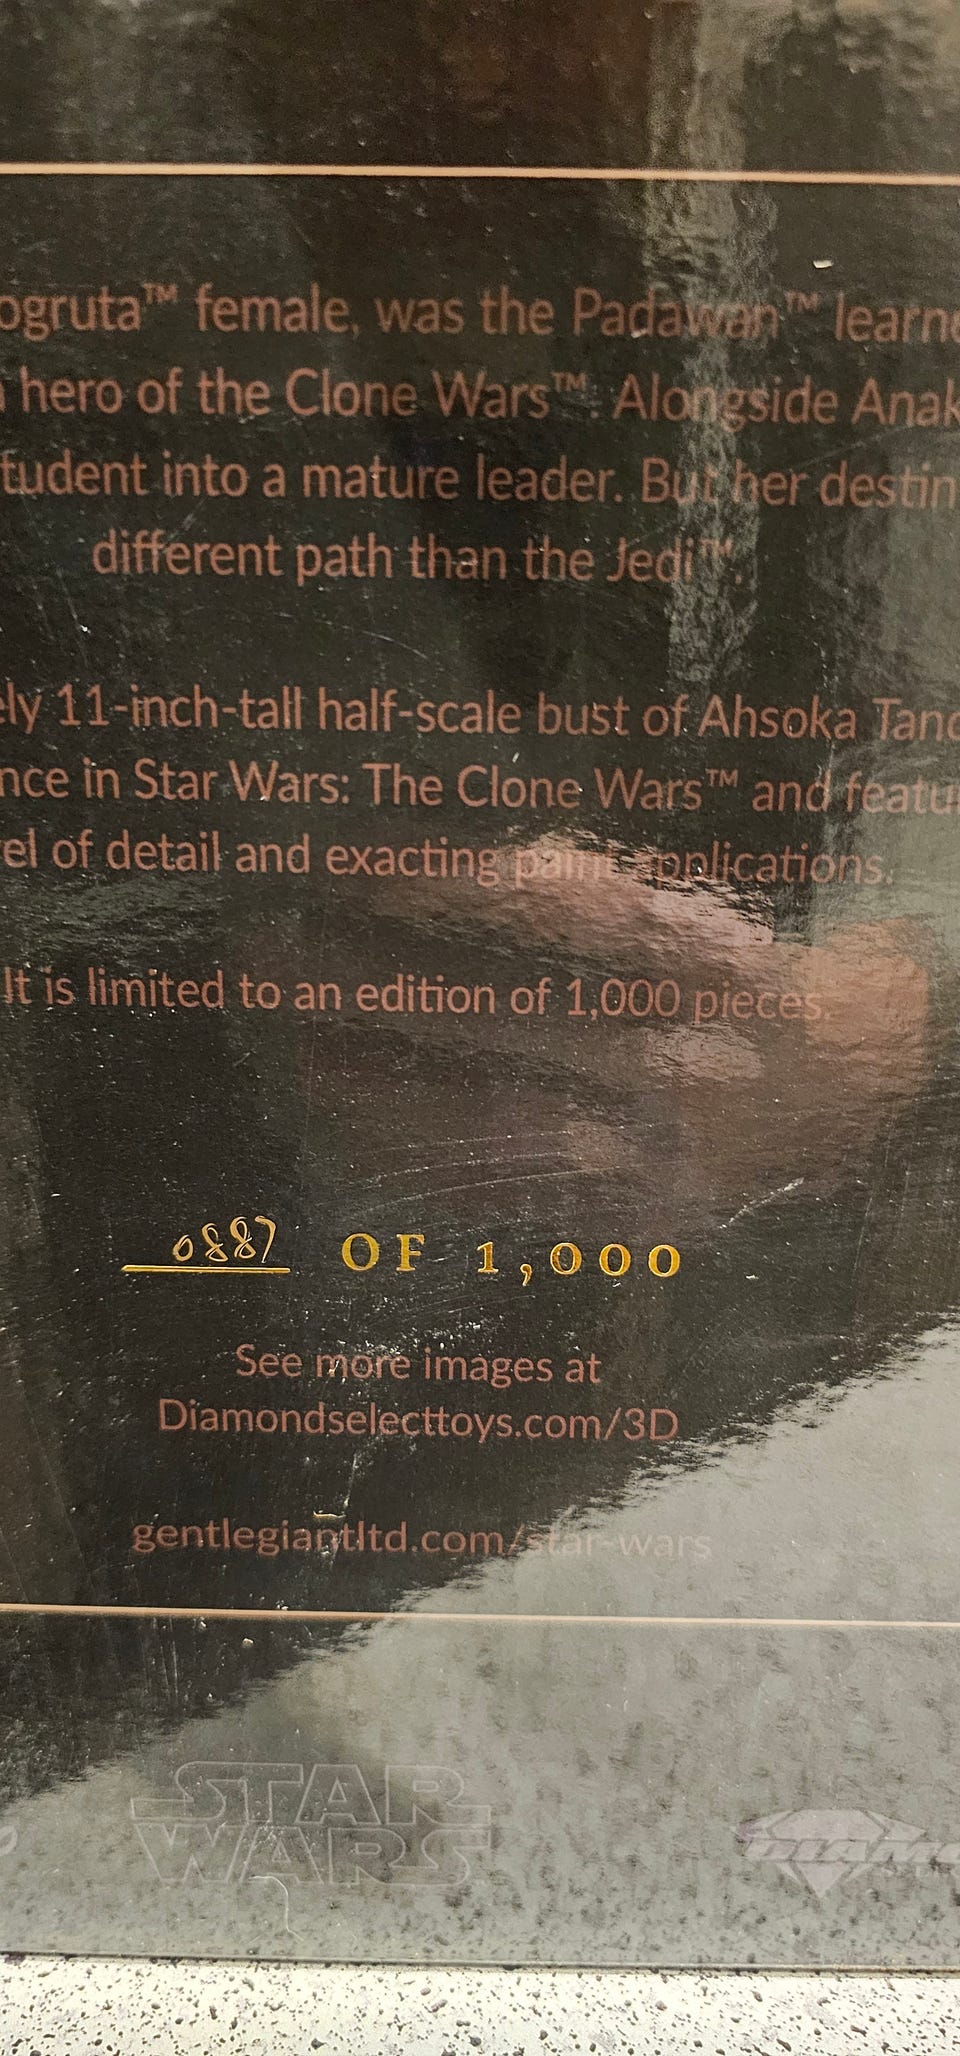 ogruta™ female, was the Padawan™ learne
hero of the Clone Wars™. Alongside Anak
tudent into a mature leader. But her destin
different path than the Jedi™.
ely 11-inch-tall half-scale bust of Ahsoka Tano
nce in Star Wars: The Clone Wars™ and featu
el of detail and exacting paint applications.
It is limited to an edition of 1,000 pieces.
0887 OF 1,000
See more images at
Diamondselecttoys.com/3D
gentlegiantltd.com/star-wars
STAR
WARS
DIAMO